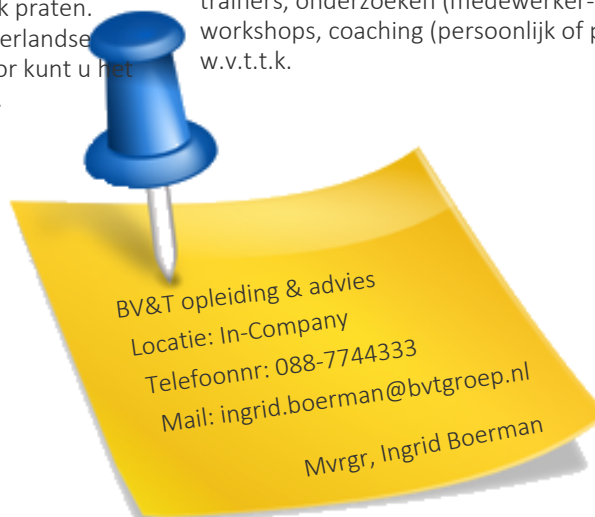 k praten.
erlandse
or kunt u het
trainers, onderzoeken (medewerker-
workshops, coaching (persoonlijk of p
w.v.t.t.k.
BV&T opleiding & advies
Locatie: In-Company
Telefoonnr: 088-7744333
Mail: ingrid.boerman@bvtgroep.nl
Mvrgr, Ingrid Boerman